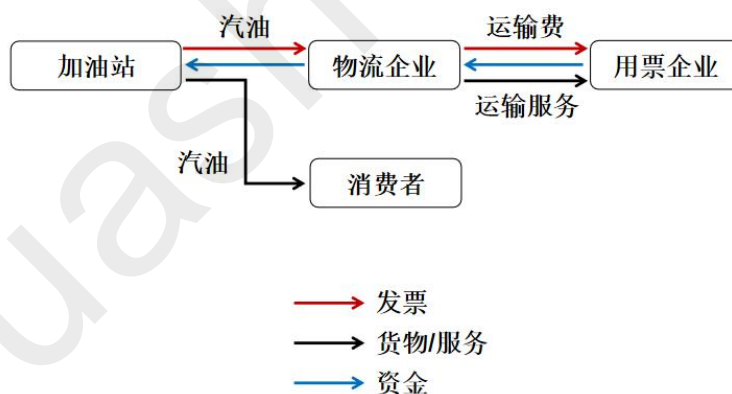 汽油
运输费
加油站
物流企业
用票企业
运输服务
汽油
消费者
发票
货物/服务
资金